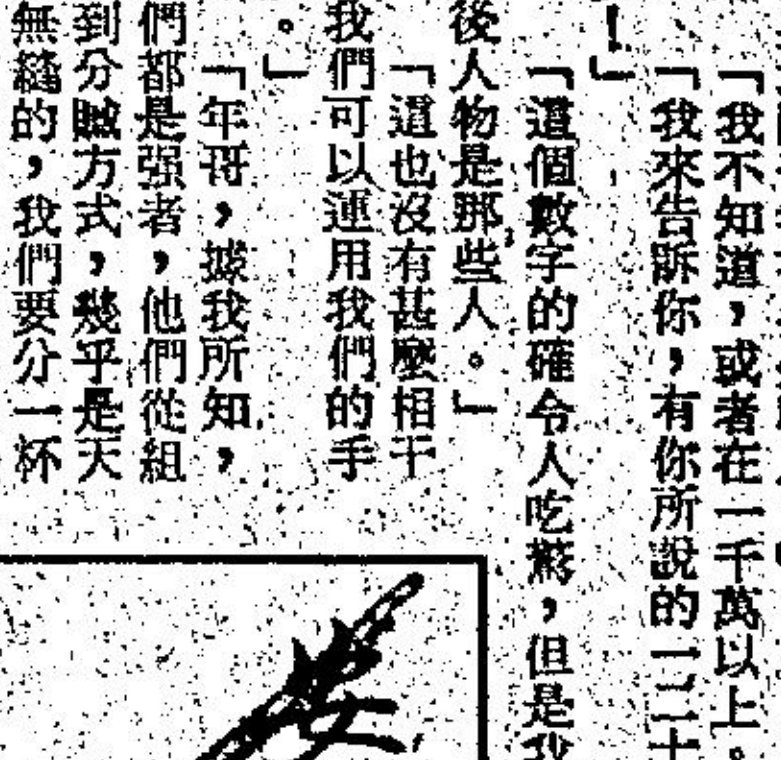 「我不知道，或者在一千萬以上。
「我來告訴你，有你所說的一二十
！」
「這個數字的確令人吃驚，但是我
後人物是那些人。」
「這也沒有甚麼相干
我們可以運用我們的手
。」
「年哥，據我所知，
們都是强者，他們從組
到分贓方式，幾乎是天
無縫的，我們要分一杯